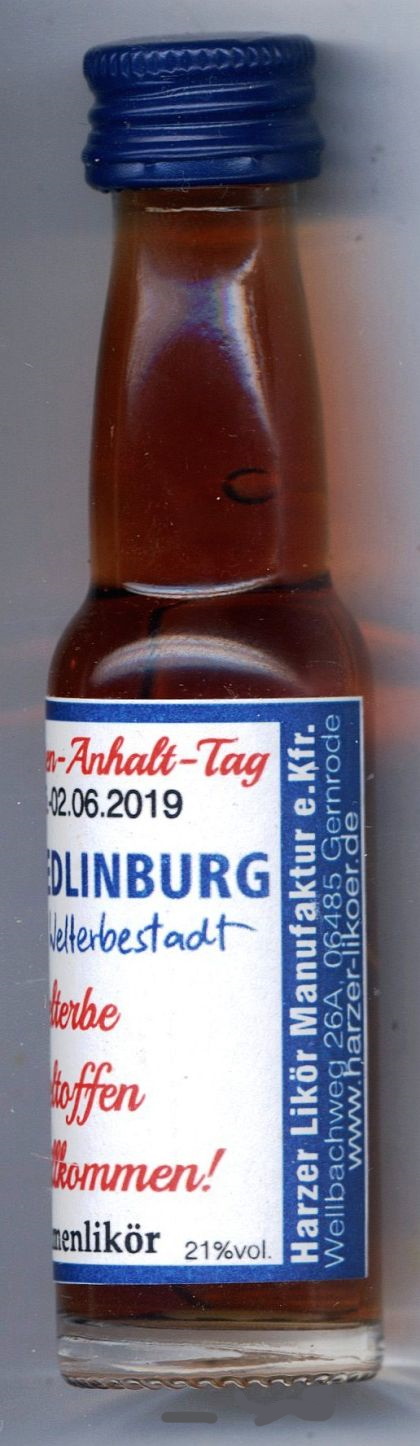 en-Anhalt-Tag
-02.06.2019
EDLINBURG
Welterbestadt
lterbe
ltoffen
lkommen!
menlikör 21%vol.
Harzer Likör Manufaktur e.Kfr.
Wellbachweg 26A, 06485 Gernrode
www.harzer-likoer.de